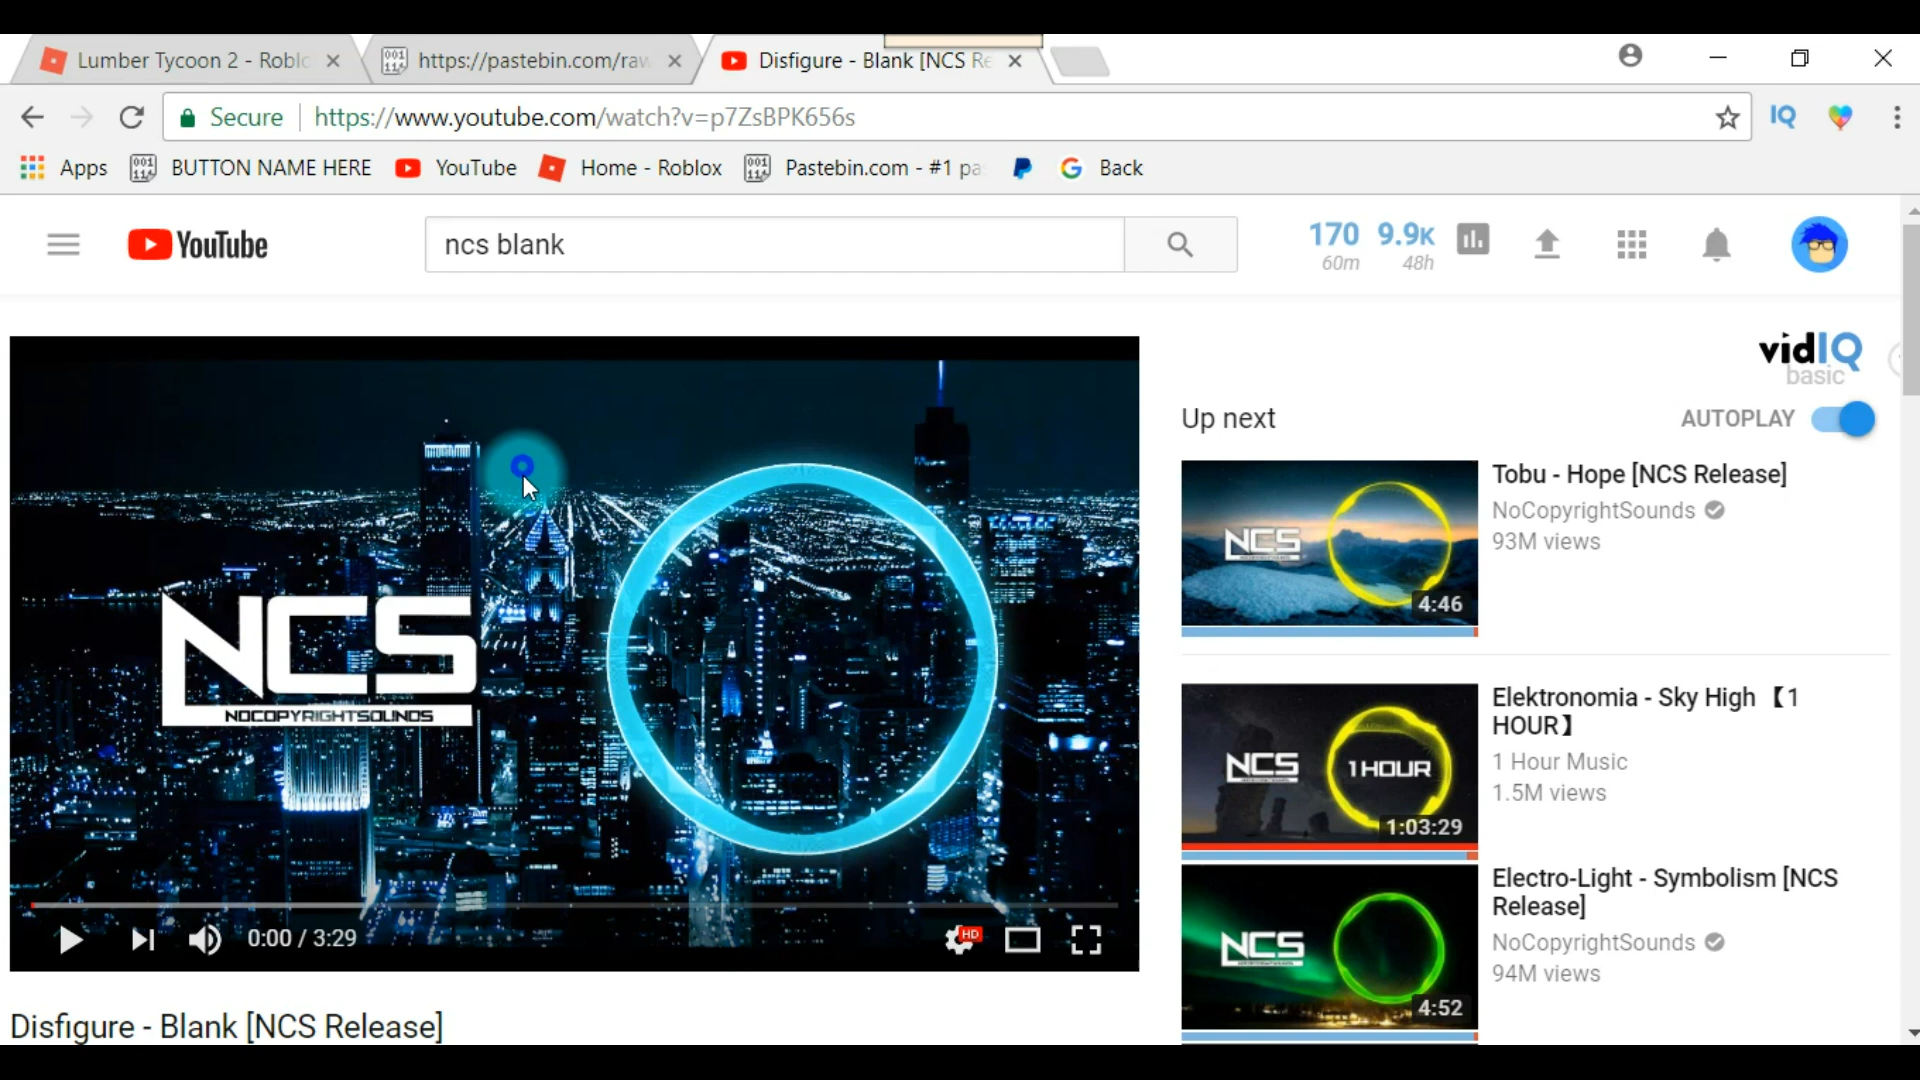 Lumber Tycoon 2 - Roblo
https://pastebin.com/raw
Disfigure - Blank [NCS Re
Secure
https://www.youtube.com/watch?v=p7ZsBPK656s
IQ
Apps
BUTTON NAME HERE
YouTube
Home - Roblox
Pastebin.com - #1 pa
Back
YouTube
ncs blank
170
60m
9.9K
48h
vidIQ
basic
Up next
AUTOPLAY
NCS
NOCOPYRIGHTSOUNDS
0:00 / 3:29
HD
Disfigure - Blank [NCS Release]
NCS
4:46
Tobu - Hope [NCS Release]
NoCopyrightSounds
93M views
NCS
1 HOUR
1:03:29
Elektronomia - Sky High 【1
HOUR】
1 Hour Music
1.5M views
NCS
4:52
Electro-Light - Symbolism [NCS
Release]
NoCopyrightSounds
94M views